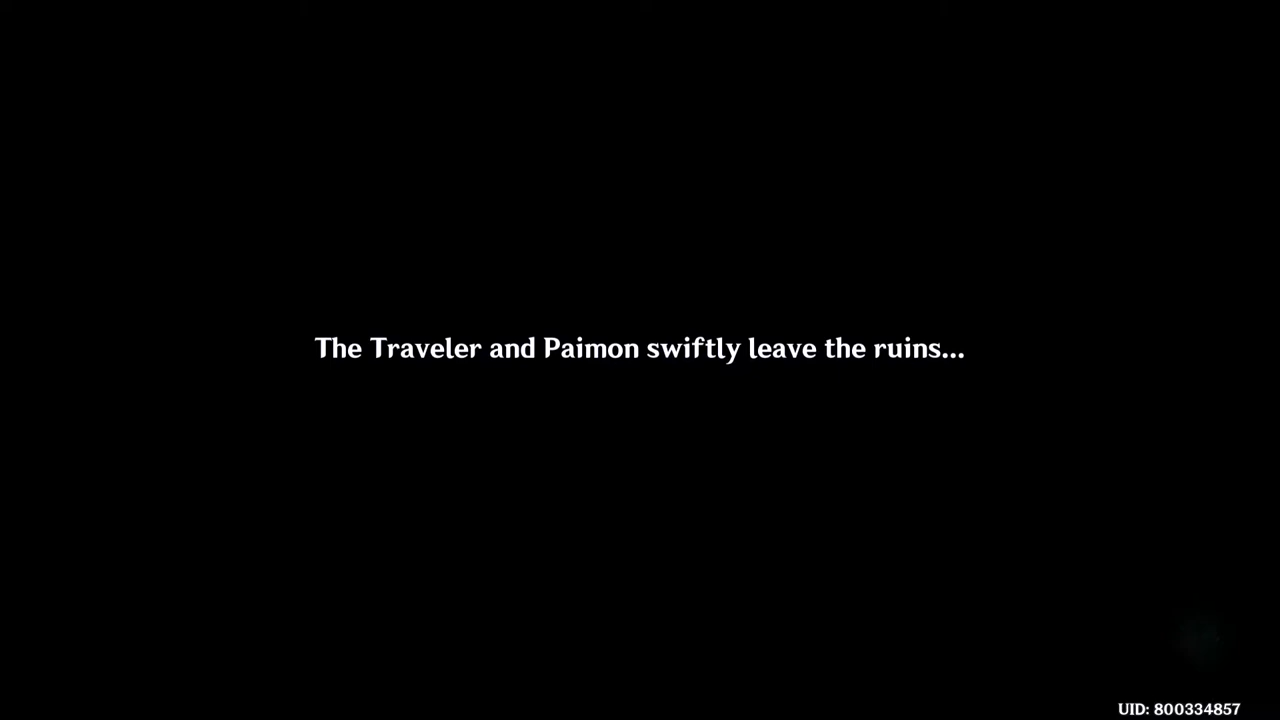 The Traveler and Paimon swiftly leave the ruins...
UID: 800334857